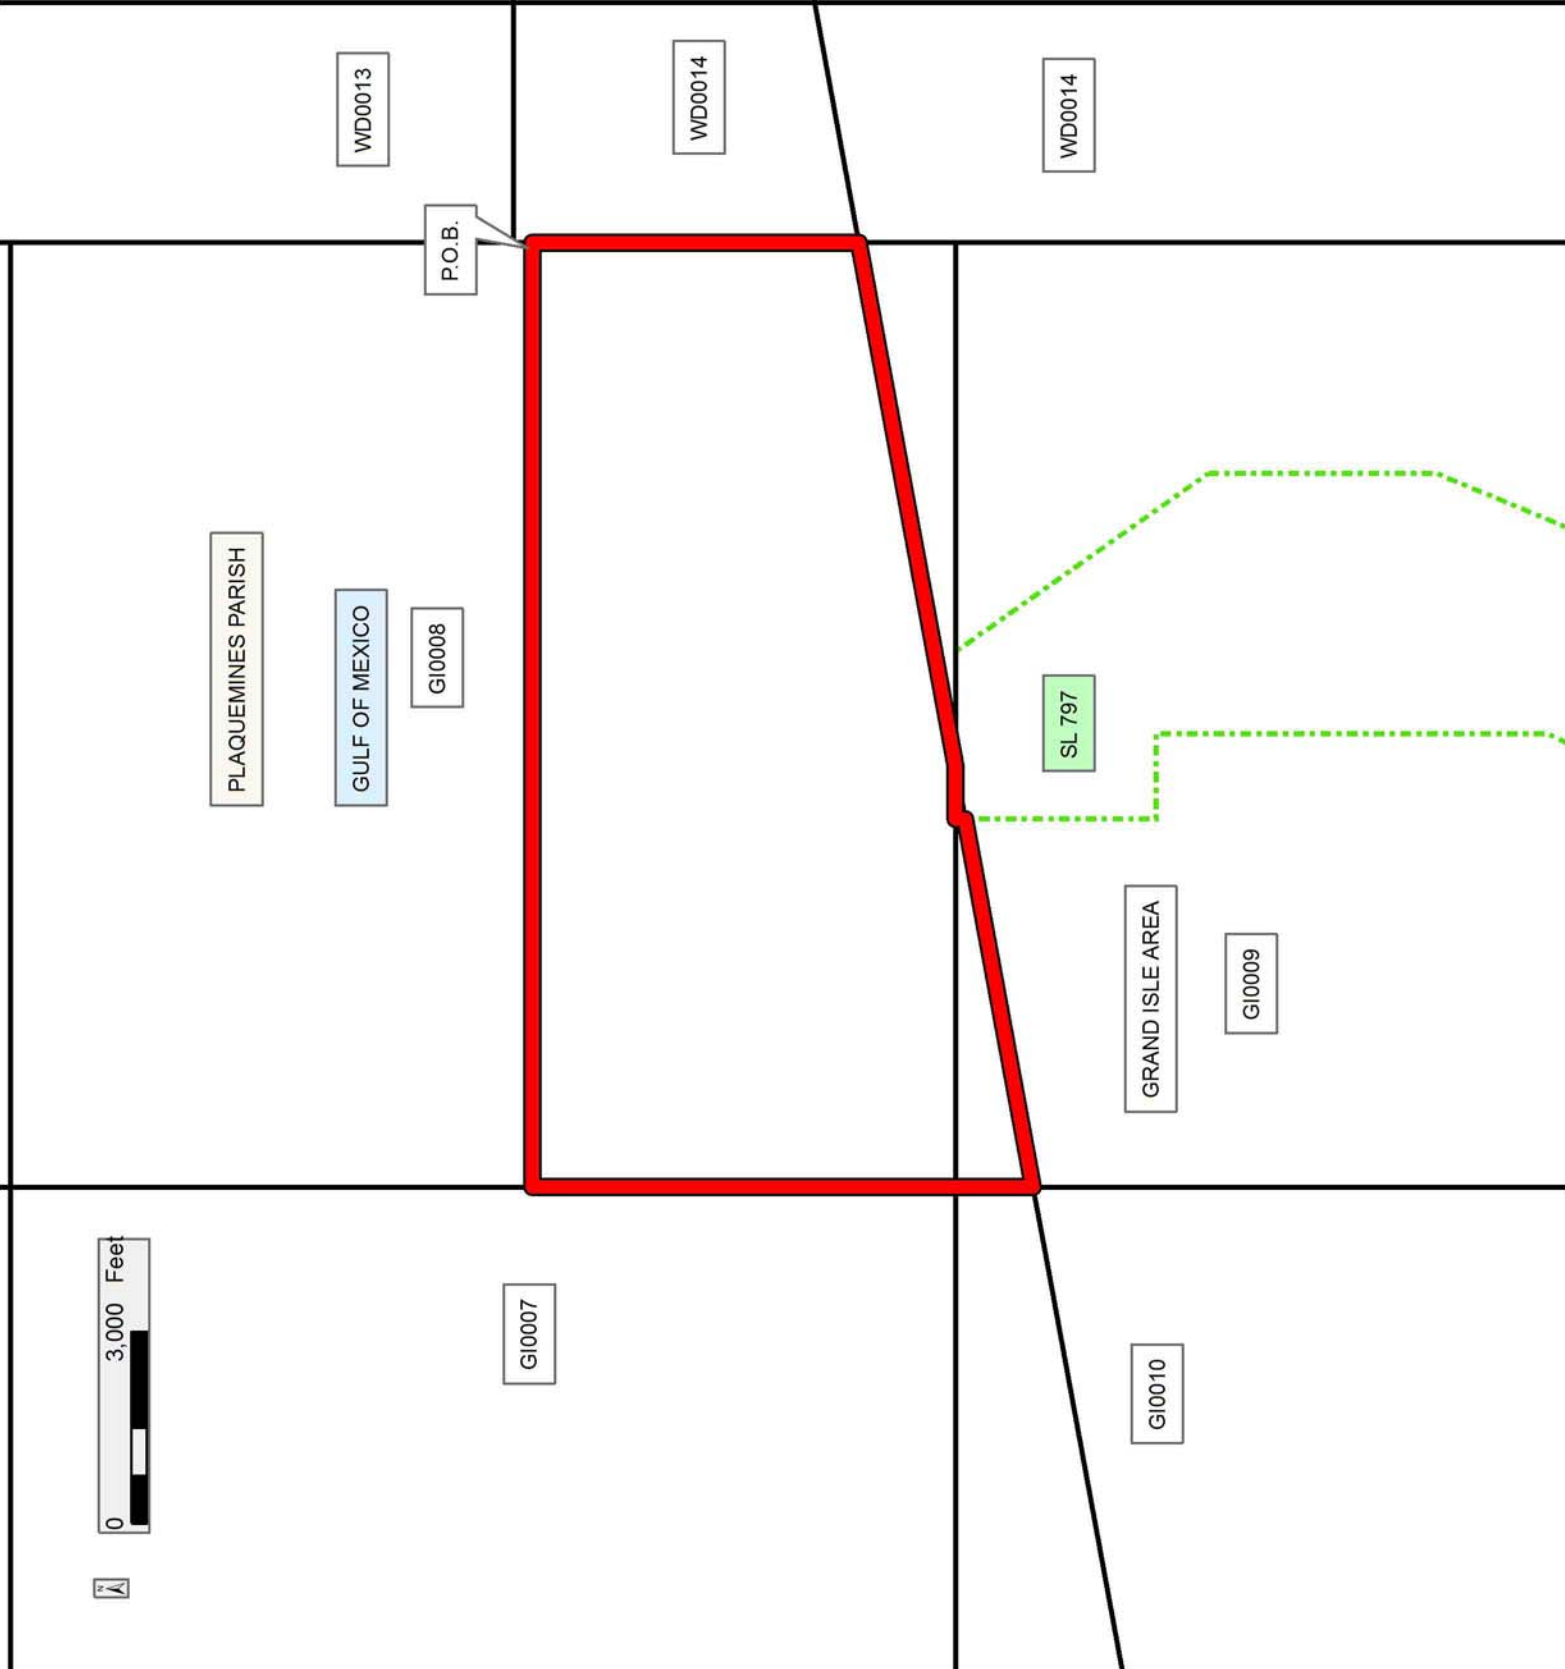 WD0013
WD0014
WD0014
P.O.B.
PLAQUEMINES PARISH
GULF OF MEXICO
GI0008
SL 797
GRAND ISLE AREA
GI0009
0 3,000 Feet
N
GI0007
GI0010